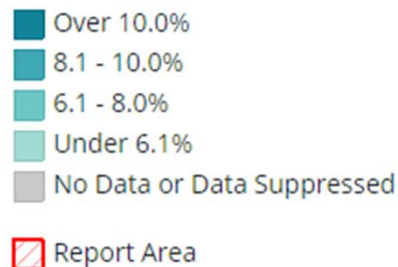 Over 10.0%
8.1 - 10.0%
6.1 - 8.0%
Under 6.1%
No Data or Data Suppressed
Report Area